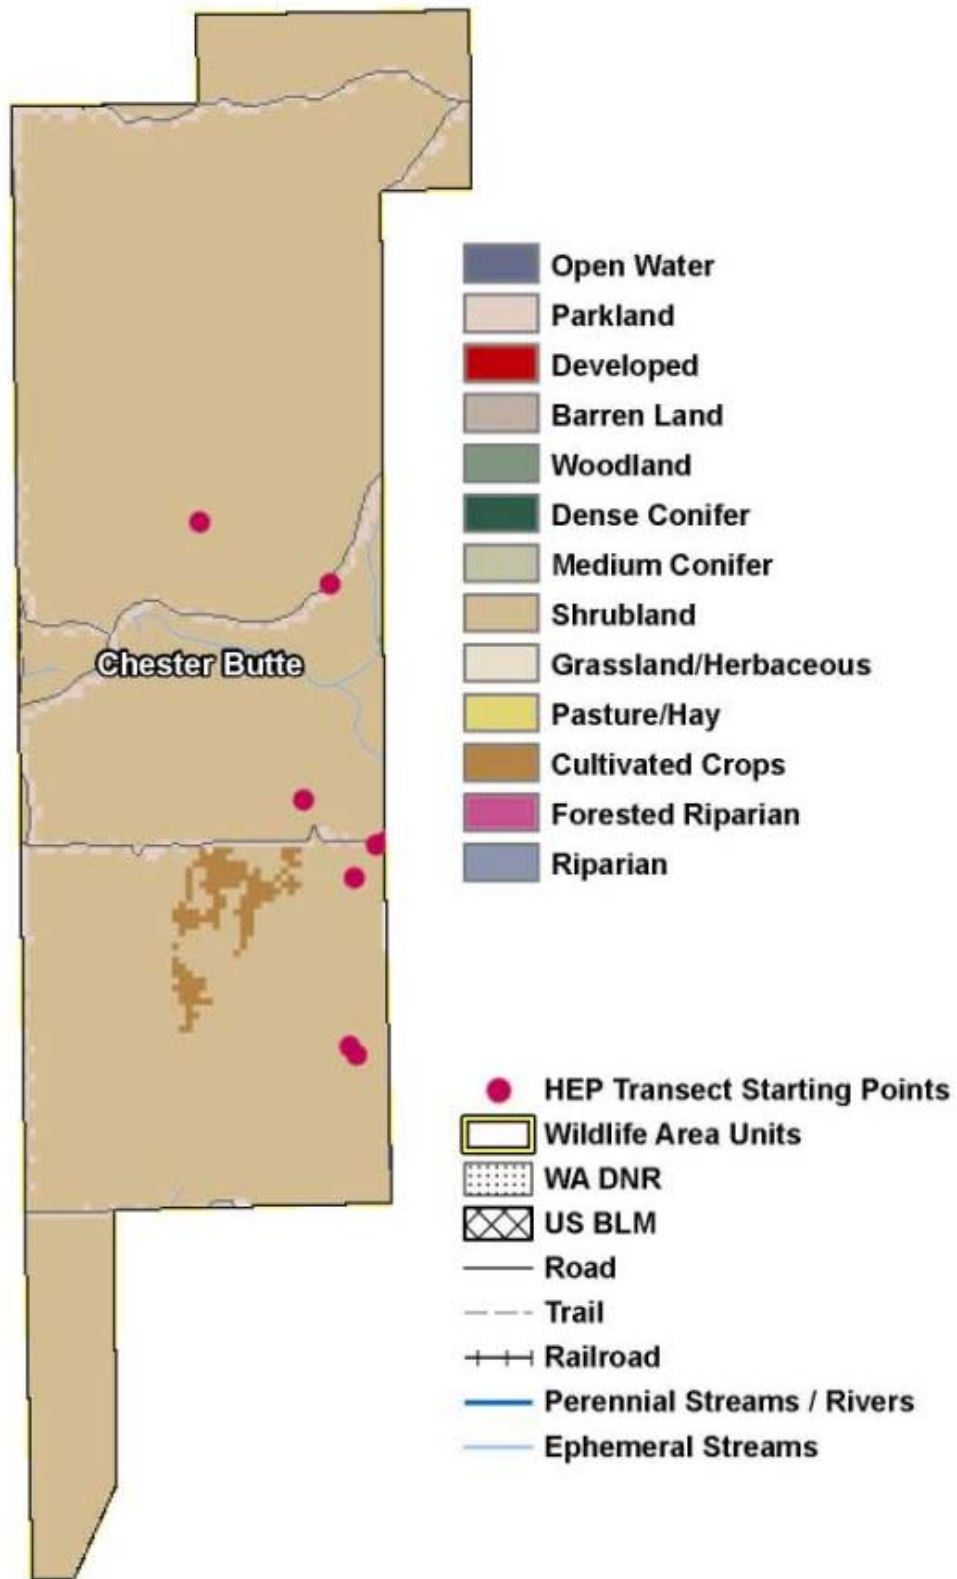 Open Water
Parkland
Developed
Barren Land
Woodland
Dense Conifer
Medium Conifer
Shrubland
Chester Butte
Grassland/Herbaceous
Pasture/Hay
Cultivated Crops
Forested Riparian
Riparian
HEP Transect Starting Points
Wildlife Area Units
WA DNR
US BLM
Road
Trail
Railroad
Perennial Streams / Rivers
Ephemeral Streams